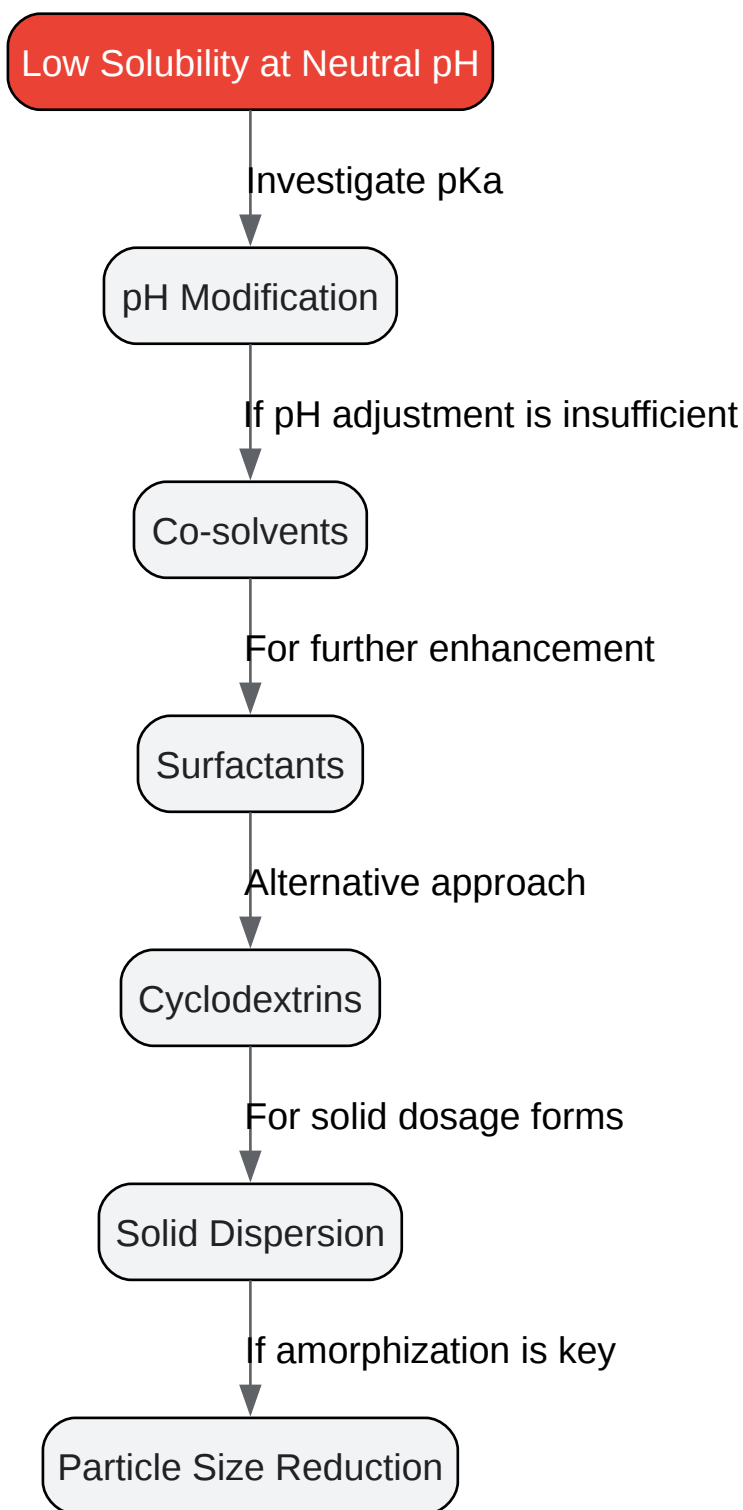 Low Solubility at Neutral pH
Investigate pKa
pH Modification
If pH adjustment is insufficient
Co-solvents
For further enhancement
Surfactants
Alternative approach
Cyclodextrins
For solid dosage forms
Solid Dispersion
If amorphization is key
Particle Size Reduction